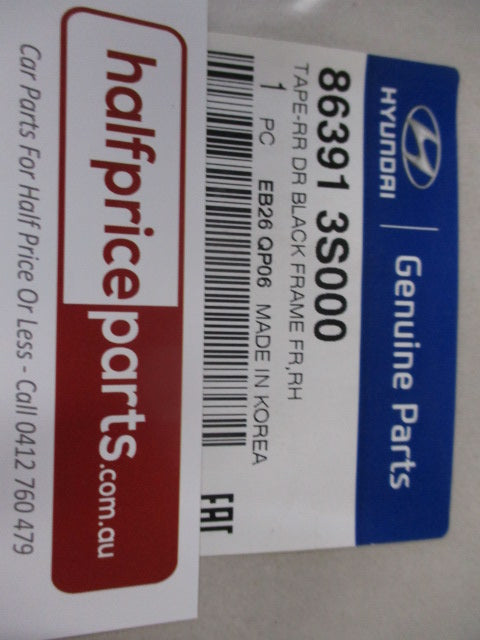 HYUNDAI | Genuine Parts
86391 3S000
TAPE-RR DR BLACK FRAME FR,RH
1 PC EB26 QP06 MADE IN KOREA
EAC
halfpriceparts.com.au
Car Parts For Half Price Or Less - Call 0412 760 479